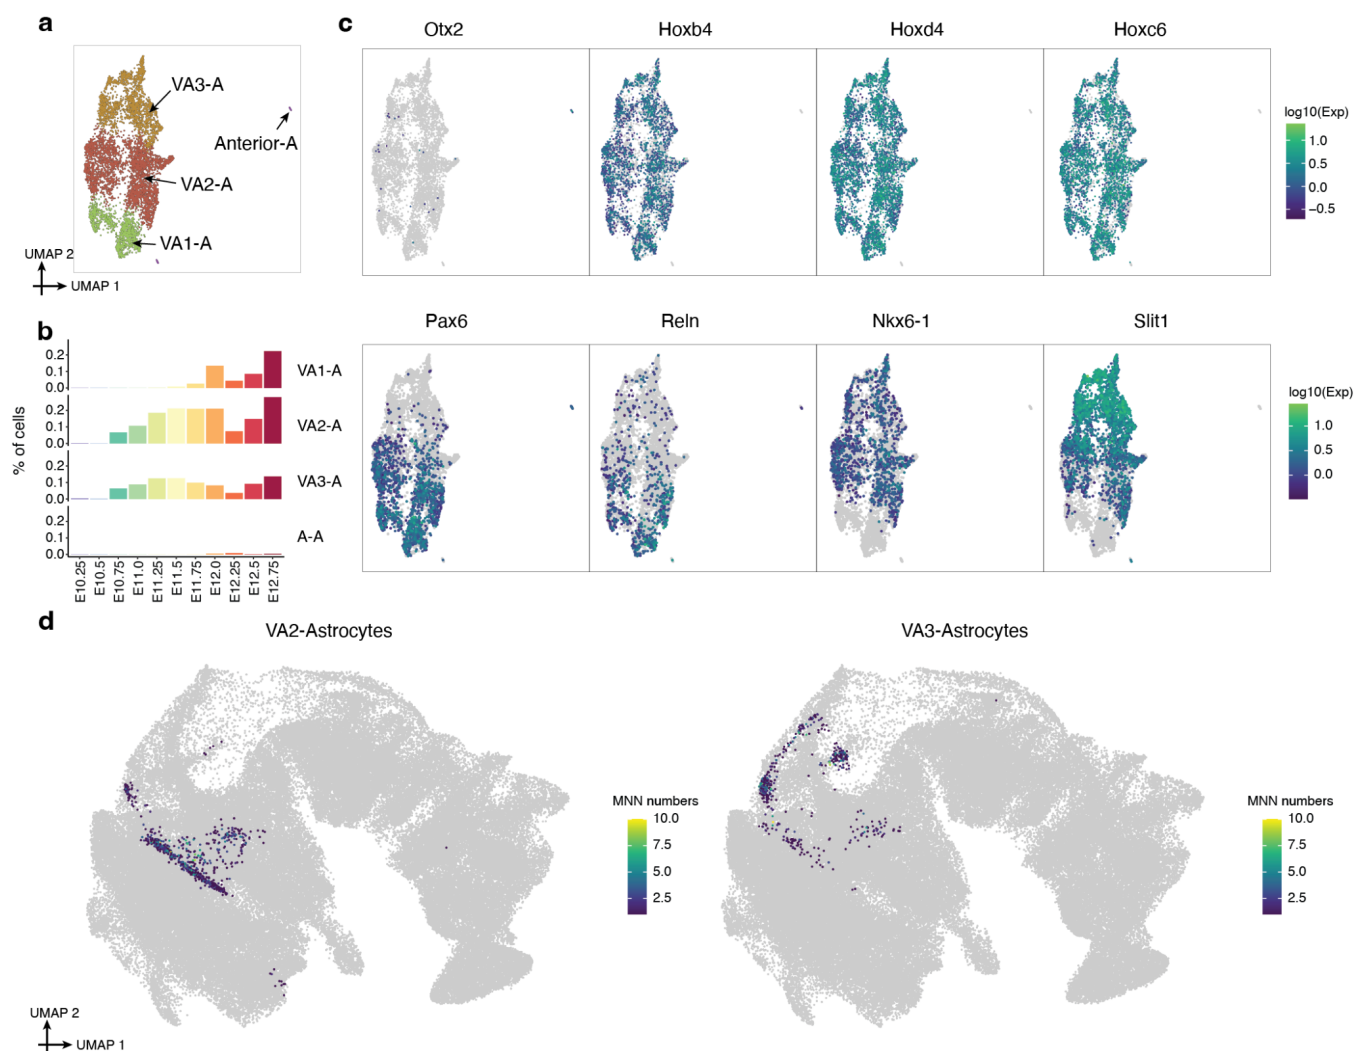 a
VA3-A
Anterior-A
VA2-A
VA1-A
UMAP 2
UMAP 1
b
% of cells
0.2
0.1
0.0
VA1-A
0.2
0.1
0.0
VA2-A
0.2
0.1
0.0
VA3-A
0.2
0.1
0.0
A-A
E10.25
E10.5
E10.75
E11.0
E11.25
E11.5
E11.75
E12.0
E12.25
E12.5
E12.75
c
Otx2 Hoxb4 Hoxd4 Hoxc6
log10(Exp)
1.0
0.5
0.0
−0.5
Pax6 Reln Nkx6-1 Slit1
log10(Exp)
1.0
0.5
0.0
d
VA2-Astrocytes
MNN numbers
10.0
7.5
5.0
2.5
VA3-Astrocytes
MNN numbers
10.0
7.5
5.0
2.5
UMAP 2
UMAP 1